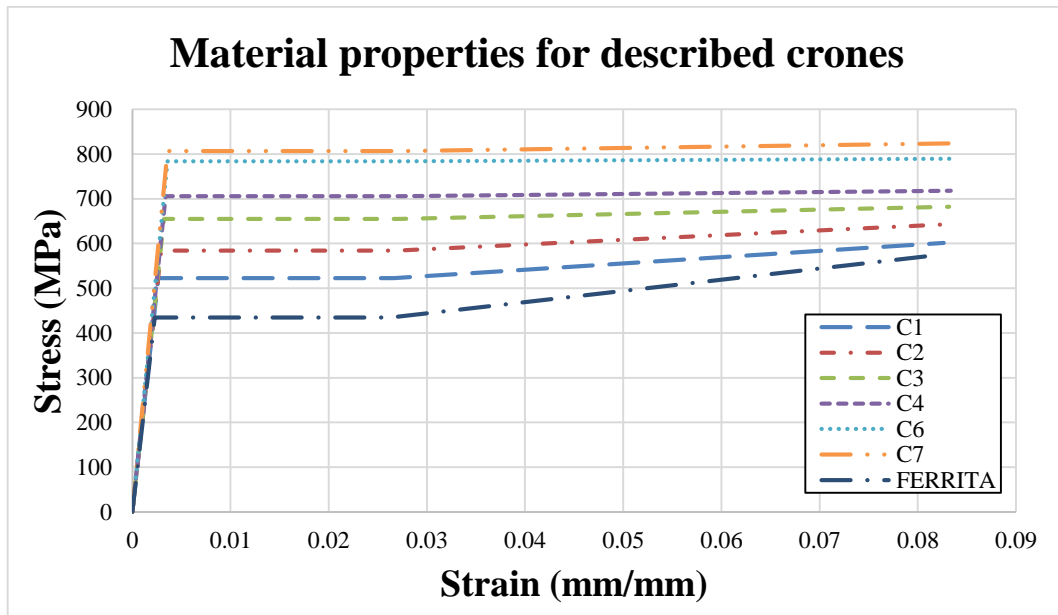 Material properties for described crones
900
800
700
600
500
400
300
200
100
0
Stress (MPa)
0 0.01 0.02 0.03 0.04 0.05 0.06 0.07 0.08 0.09
Strain (mm/mm)
C1
C2
C3
C4
C6
C7
FERRITA